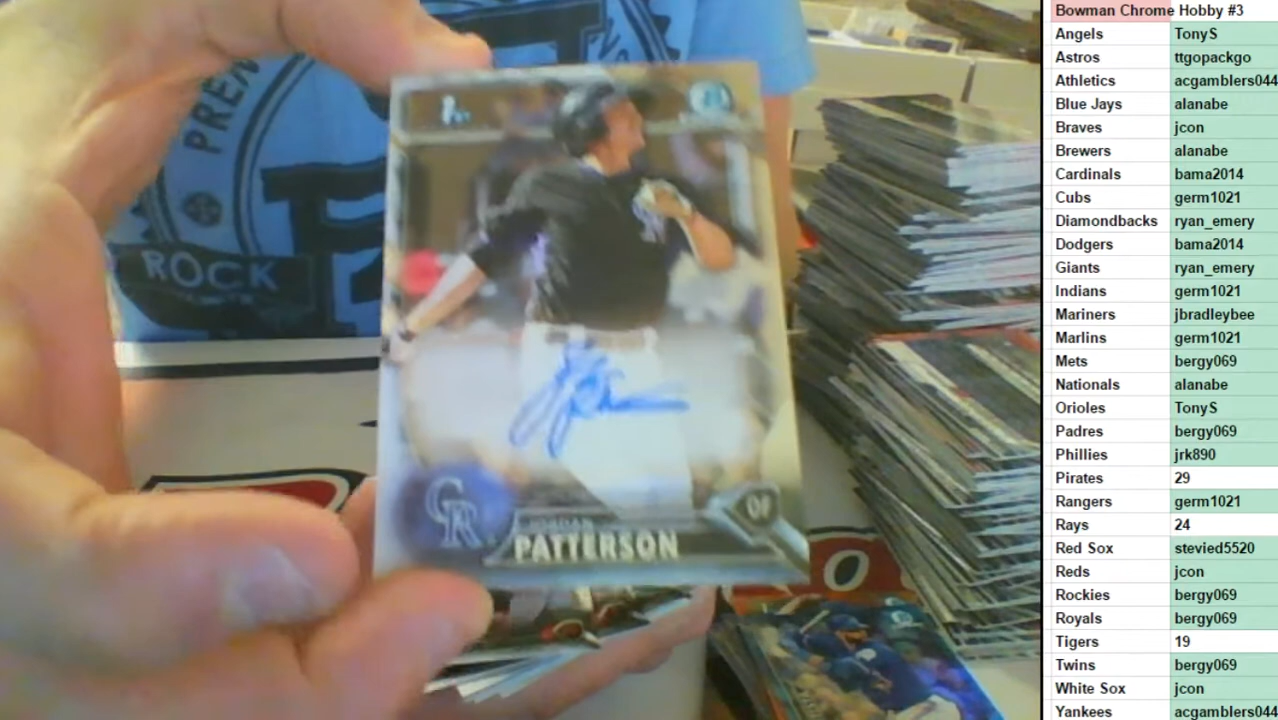 Bowman Chrome Hobby #3
Angels TonyS
Astros ttgopackgo
Athletics acgamblers044
Blue Jays alanabe
Braves jcon
Brewers alanabe
Cardinals bama2014
Cubs germ1021
Diamondbacks ryan_emery
Dodgers bama2014
Giants ryan_emery
Indians germ1021
Mariners jbradleybee
Marlins germ1021
Mets bergy069
Nationals alanabe
Orioles TonyS
Padres bergy069
Phillies jrk890
Pirates 29
Rangers germ1021
Rays 24
Red Sox stevied5520
Reds jcon
Rockies bergy069
Royals bergy069
Tigers 19
Twins bergy069
White Sox jcon
Yankees acgamblers044
ROCK
CR
OF
JORDAN
PATTERSON